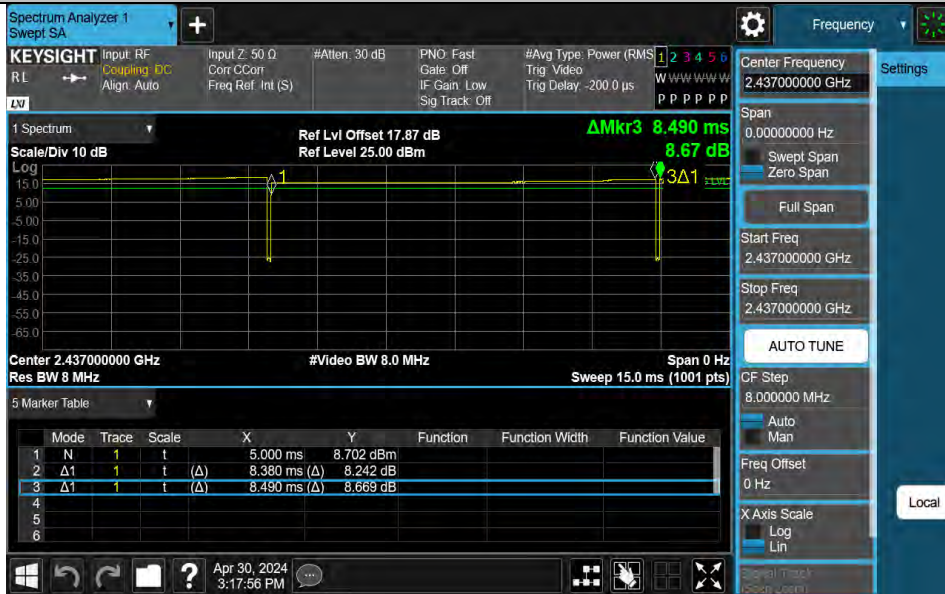 Spectrum Analyzer 1
Swept SA
Frequency
KEYSIGHT
RL
LXI
Input: RF
Coupling: DC
Align: Auto
Input Z: 50 Ω
Corr CCorr
Freq Ref: Int (S)
#Atten: 30 dB
PNO: Fast
Gate: Off
IF Gain: Low
Sig Track: Off
#Avg Type: Power (RMS
Trig: Video
Trig Delay: -200.0 μs
1 2 3 4 5 6
W W W W W W
P P P P P P
1 Spectrum
Scale/Div 10 dB
Ref Lvl Offset 17.87 dB
Ref Level 25.00 dBm
ΔMkr3 8.490 ms
8.67 dB
Log
15.0
5.00
-5.00
-15.0
-25.0
-35.0
-45.0
-55.0
-65.0
1
3Δ1
Center 2.437000000 GHz
#Video BW 8.0 MHz
Span 0 Hz
Res BW 8 MHz
Sweep 15.0 ms (1001 pts)
5 Marker Table
Mode Trace Scale X Y Function Function Width Function Value
1 N 1 t 5.000 ms 8.702 dBm
2 Δ1 1 t (Δ) 8.380 ms (Δ) 8.242 dB
3 Δ1 1 t (Δ) 8.490 ms (Δ) 8.669 dB
4
5
6
?
Apr 30, 2024
3:17:56 PM
Center Frequency
2.437000000 GHz
Span
0.00000000 Hz
Swept Span
Zero Span
Full Span
Start Freq
2.437000000 GHz
Stop Freq
2.437000000 GHz
AUTO TUNE
CF Step
8.000000 MHz
Auto
Man
Freq Offset
0 Hz
X Axis Scale
Log
Lin
Signal Track
(Span Zoom)
Settings
Local